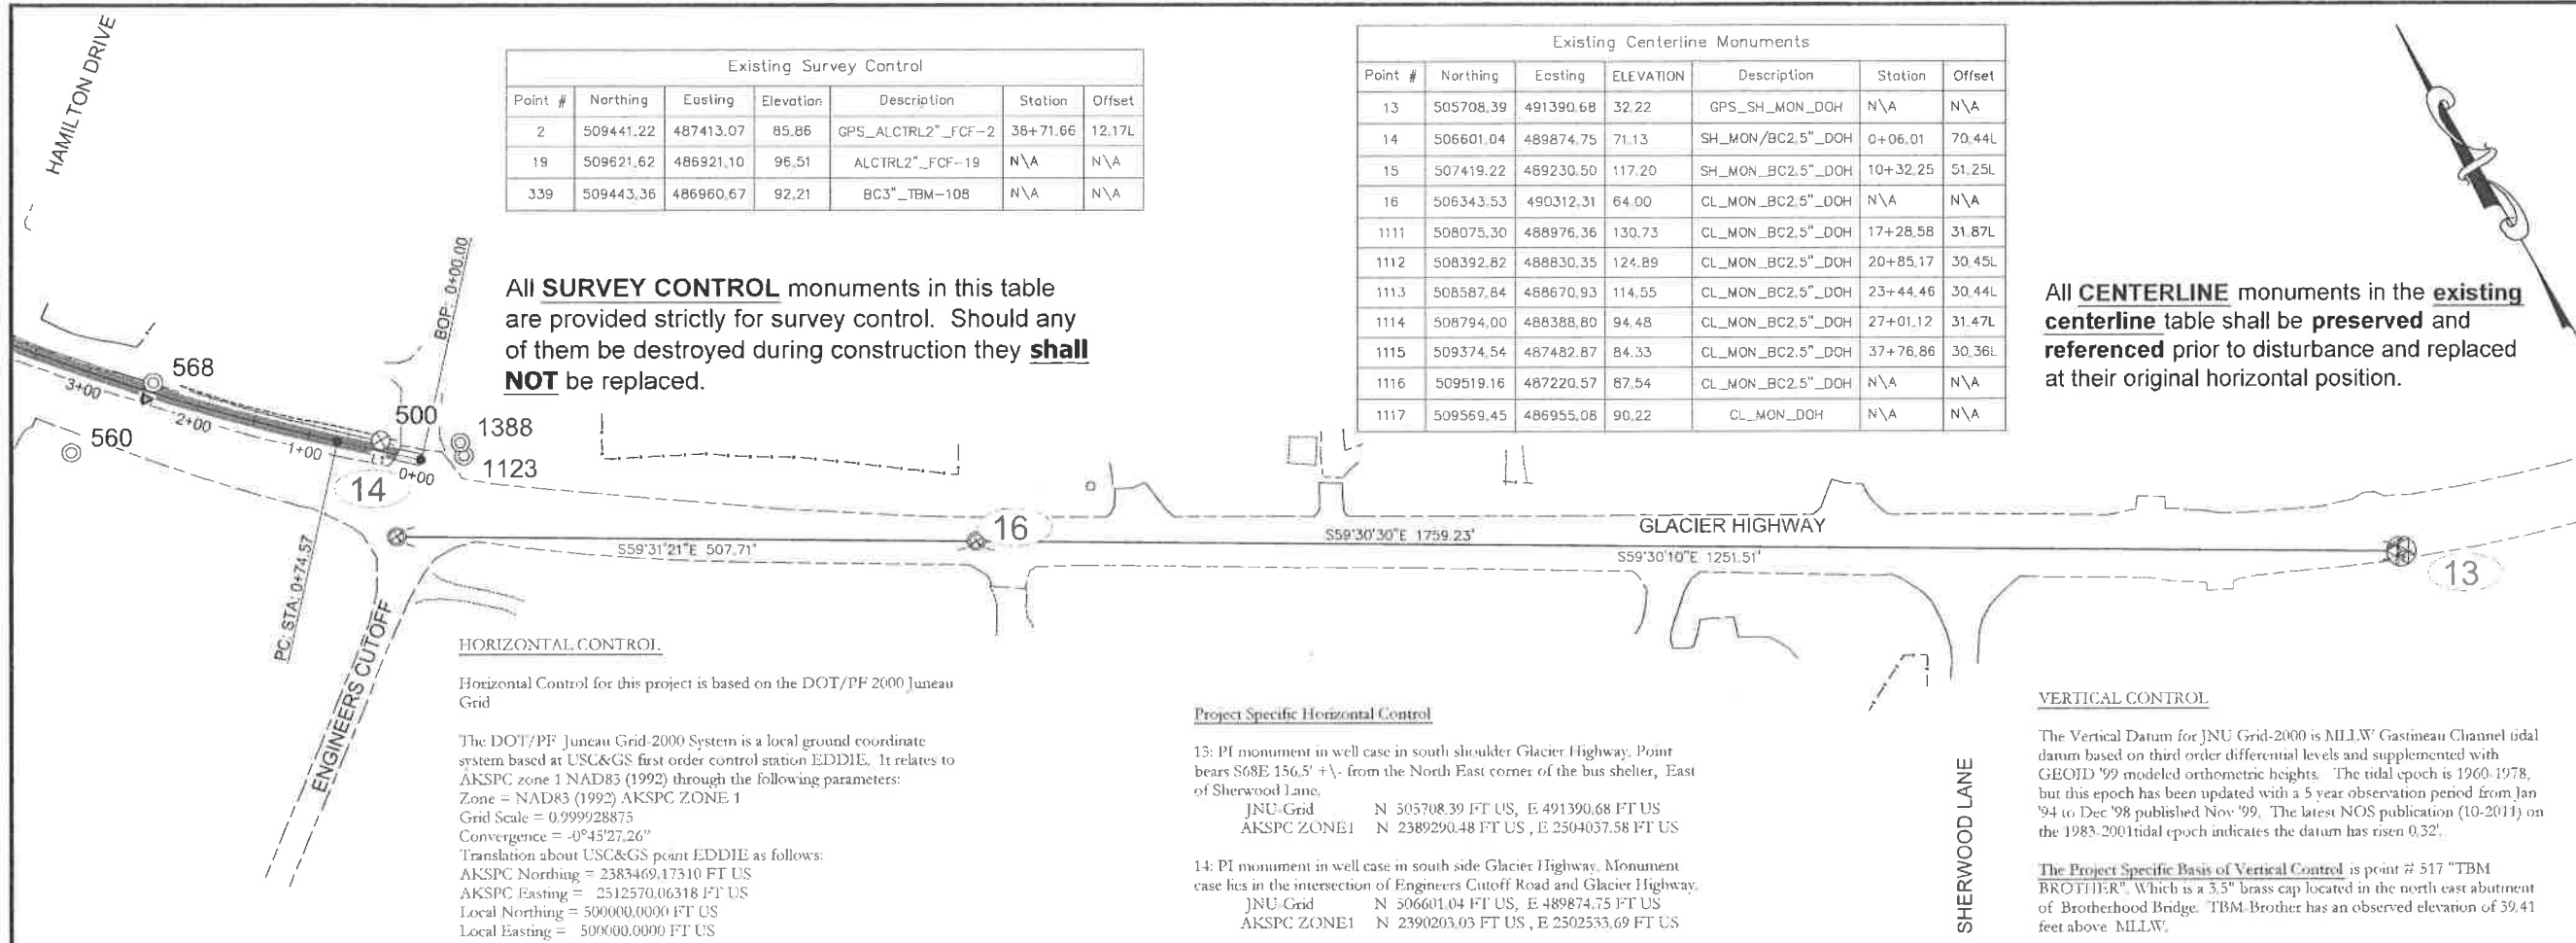 HAMILTON DRIVE
Existing Survey Control
Point # Northing Easting Elevation Description Station Offset
2 509441.22 487413.07 85.86 GPS_ALCTRL2"_FCF-2 38+71.66 12.17L
19 509621.62 486921.10 96.51 ALCTRL2"_FCF-19 N\A N\A
339 509443.36 486960.67 92.21 BC3"_TBM-108 N\A N\A
All SURVEY CONTROL monuments in this table
are provided strictly for survey control. Should any
of them be destroyed during construction they shall
NOT be replaced.
Existing Centerline Monuments
Point # Northing Easting ELEVATION Description Station Offset
13 505708.39 491390.68 32.22 GPS_SH_MON_DOH N\A N\A
14 506601.04 489874.75 71.13 SH_MON/BC2.5"_DOH 0+06.01 70.44L
15 507419.22 489230.50 117.20 SH_MON_BC2.5"_DOH 10+32.25 51.25L
16 506343.53 490312.31 64.00 CL_MON_BC2.5"_DOH N\A N\A
1111 508075.30 488976.36 130.73 CL_MON_BC2.5"_DOH 17+28.58 31.87L
1112 508392.82 488830.35 124.89 CL_MON_BC2.5"_DOH 20+85.17 30.45L
1113 508587.84 488670.93 114.55 CL_MON_BC2.5"_DOH 23+44.46 30.44L
1114 508794.00 488388.80 94.48 CL_MON_BC2.5"_DOH 27+01.12 31.47L
1115 509374.54 487482.87 84.33 CL_MON_BC2.5"_DOH 37+76.86 30.36L
1116 509519.16 487220.57 87.54 CL_MON_BC2.5"_DOH N\A N\A
1117 509569.45 486955.08 90.22 CL_MON_DOH N\A N\A
All CENTERLINE monuments in the existing
centerline table shall be preserved and
referenced prior to disturbance and replaced
at their original horizontal position.
BOP: 0+00.00
568
3+00
2+00
560
500
1388
1123
1+00
L1
0+00
14
PC: STA: 0+74.57
16
S59°31'21"E 507.71'
S59°30'30"E 1759.23'
GLACIER HIGHWAY
S59°30'10"E 1251.51'
13
ENGINEERS CUTOFF
SHERWOOD LANE
HORIZONTAL CONTROL
Horizontal Control for this project is based on the DOT/PF 2000 Juneau
Grid
The DOT/PF Juneau Grid-2000 System is a local ground coordinate
system based at USC&GS first order control station EDDIE. It relates to
AKSPC zone 1 NAD83 (1992) through the following parameters:
Zone = NAD83 (1992) AKSPC ZONE 1
Grid Scale = 0.999928875
Convergence = -0°45'27.26"
Translation about USC&GS point EDDIE as follows:
AKSPC Northing = 2383469.17310 FT US
AKSPC Easting = 2512570.06318 FT US
Local Northing = 500000.0000 FT US
Local Easting = 500000.0000 FT US
Project Specific Horizontal Control
13: PI monument in well case in south shoulder Glacier Highway. Point
bears S68E 156.5' +\- from the North East corner of the bus shelter, East
of Sherwood Lane.
JNU-Grid N 505708.39 FT US, E 491390.68 FT US
AKSPC ZONE1 N 2389290.48 FT US , E 2504037.58 FT US
14: PI monument in well case in south side Glacier Highway. Monument
case lies in the intersection of Engineers Cutoff Road and Glacier Highway.
JNU-Grid N 506601.04 FT US, E 489874.75 FT US
AKSPC ZONE1 N 2390203.03 FT US , E 2502533.69 FT US
VERTICAL CONTROL
The Vertical Datum for JNU Grid-2000 is MLLW Gastineau Channel tidal
datum based on third order differential levels and supplemented with
GEOID '99 modeled orthometric heights. The tidal epoch is 1960-1978,
but this epoch has been updated with a 5 year observation period from Jan
'94 to Dec '98 published Nov '99. The latest NOS publication (10-2011) on
the 1983-2001tidal epoch indicates the datum has risen 0.32'.
The Project Specific Basis of Vertical Control is point # 517 "TBM
BROTHER". Which is a 3.5" brass cap located in the north east abutment
of Brotherhood Bridge. TBM-Brother has an observed elevation of 39.41
feet above MLLW.